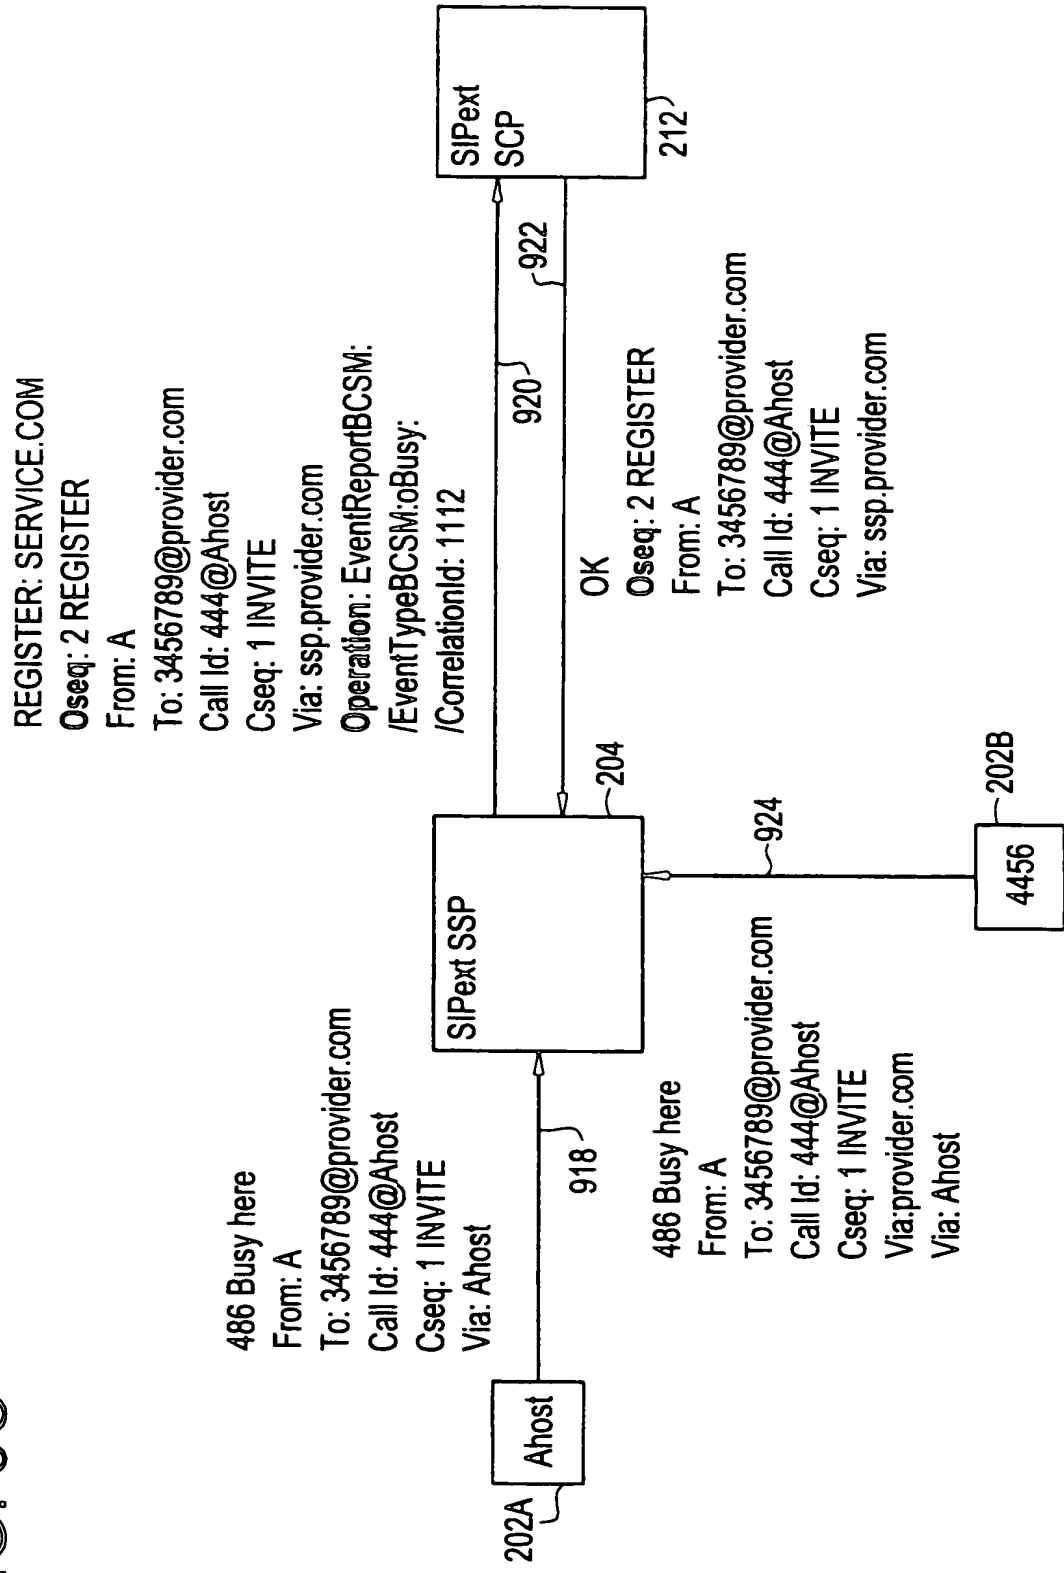 REGISTER: SERVICE.COM
Oseq: 2 REGISTER
From: A
To: 3456789@provider.com
Call Id: 444@Ahost
Cseq: 1 INVITE
Via: ssp.provider.com
Operation: EventReportBCSM:
/EventTypeBCSM:oBusy:
/CorrelationId: 1112
486 Busy here
From: A
To: 3456789@provider.com
Call Id: 444@Ahost
Cseq: 1 INVITE
Via: Ahost
Ahost
202A
918
SIPext SSP
204
920
922
SIPext
SCP
212
OK
Oseq: 2 REGISTER
From: A
To: 3456789@provider.com
Call Id: 444@Ahost
Cseq: 1 INVITE
Via: ssp.provider.com
486 Busy here
From: A
To: 3456789@provider.com
Call Id: 444@Ahost
Cseq: 1 INVITE
Via:provider.com
Via: Ahost
924
4456
202B